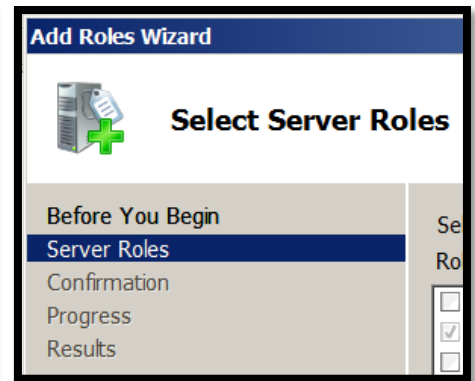 Add Roles Wizard
Select Server Roles
Before You Begin
Server Roles
Confirmation
Progress
Results